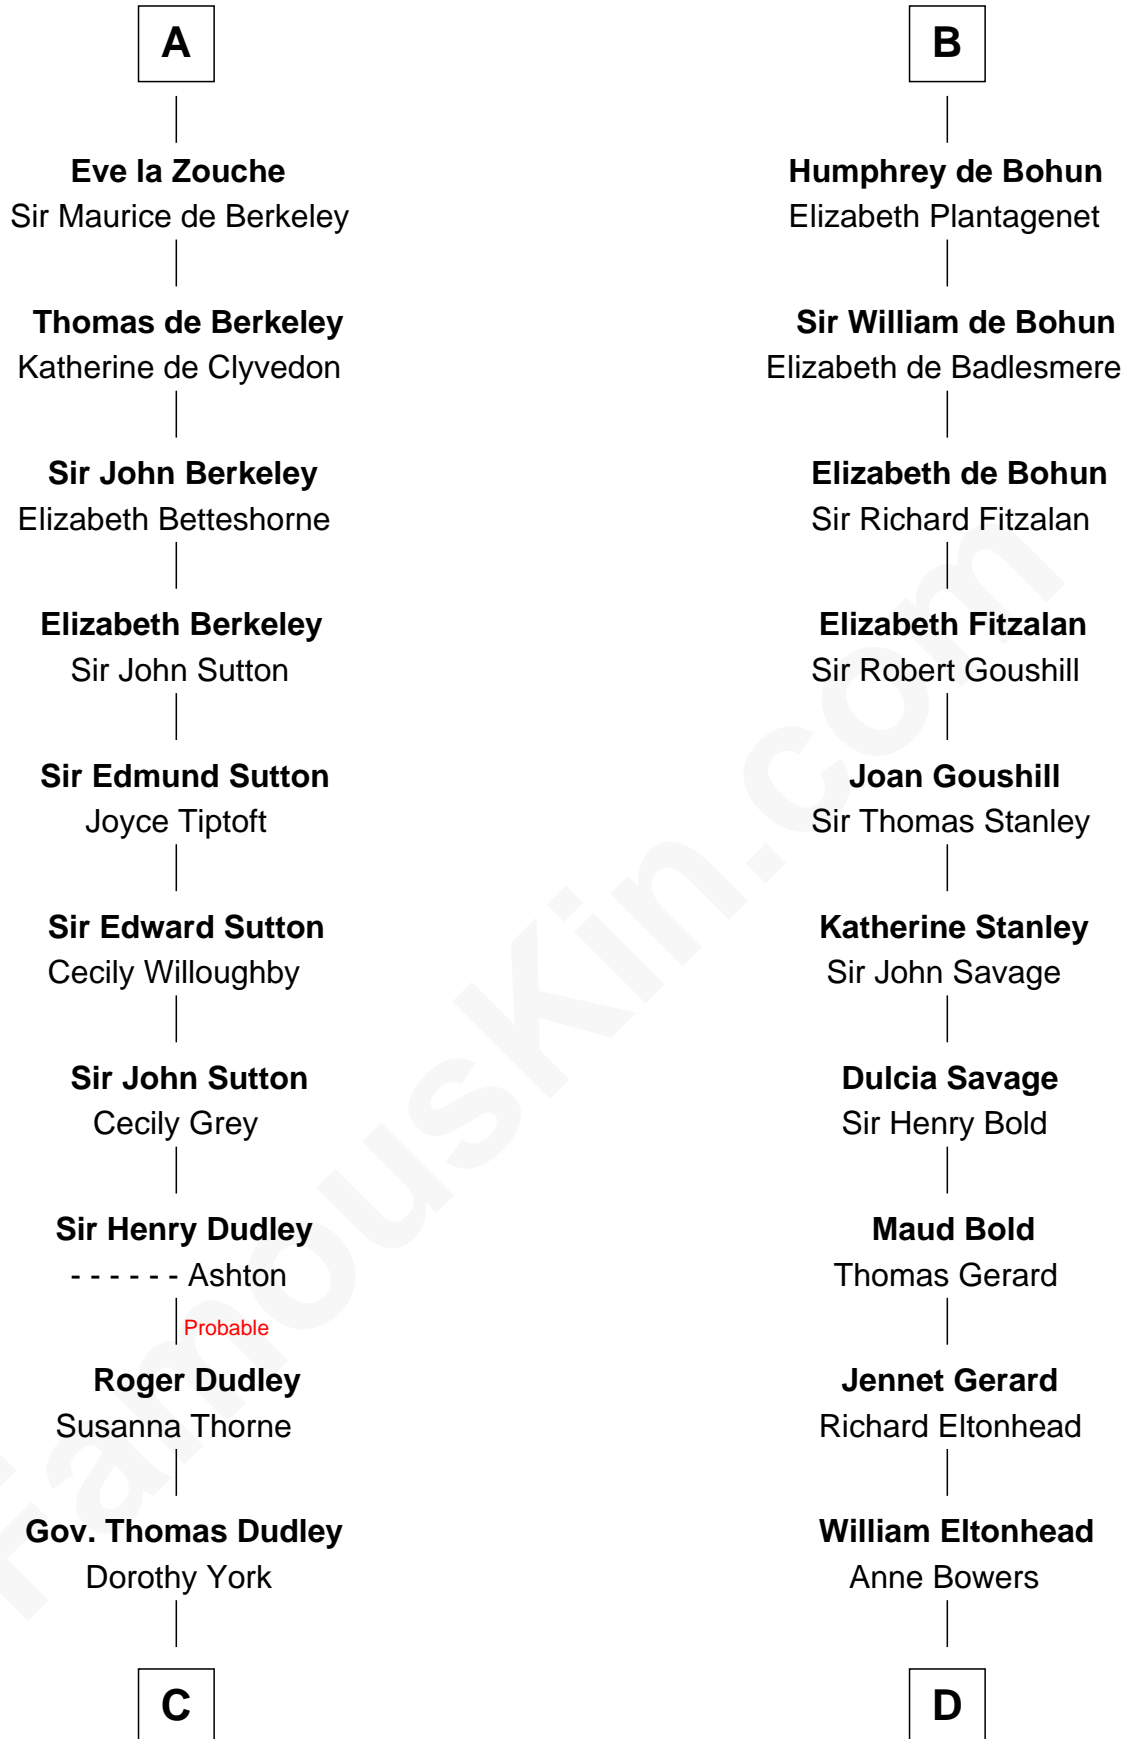 A
Eve la Zouche
Sir Maurice de Berkeley
Thomas de Berkeley
Katherine de Clyvedon
Sir John Berkeley
Elizabeth Betteshorne
Elizabeth Berkeley
Sir John Sutton
Sir Edmund Sutton
Joyce Tiptoft
Sir Edward Sutton
Cecily Willoughby
Sir John Sutton
Cecily Grey
Sir Henry Dudley
- - - - - - Ashton
Probable
Roger Dudley
Susanna Thorne
Gov. Thomas Dudley
Dorothy York
C
B
Humphrey de Bohun
Elizabeth Plantagenet
Sir William de Bohun
Elizabeth de Badlesmere
Elizabeth de Bohun
Sir Richard Fitzalan
Elizabeth Fitzalan
Sir Robert Goushill
Joan Goushill
Sir Thomas Stanley
Katherine Stanley
Sir John Savage
Dulcia Savage
Sir Henry Bold
Maud Bold
Thomas Gerard
Jennet Gerard
Richard Eltonhead
William Eltonhead
Anne Bowers
D
FamousKin.com